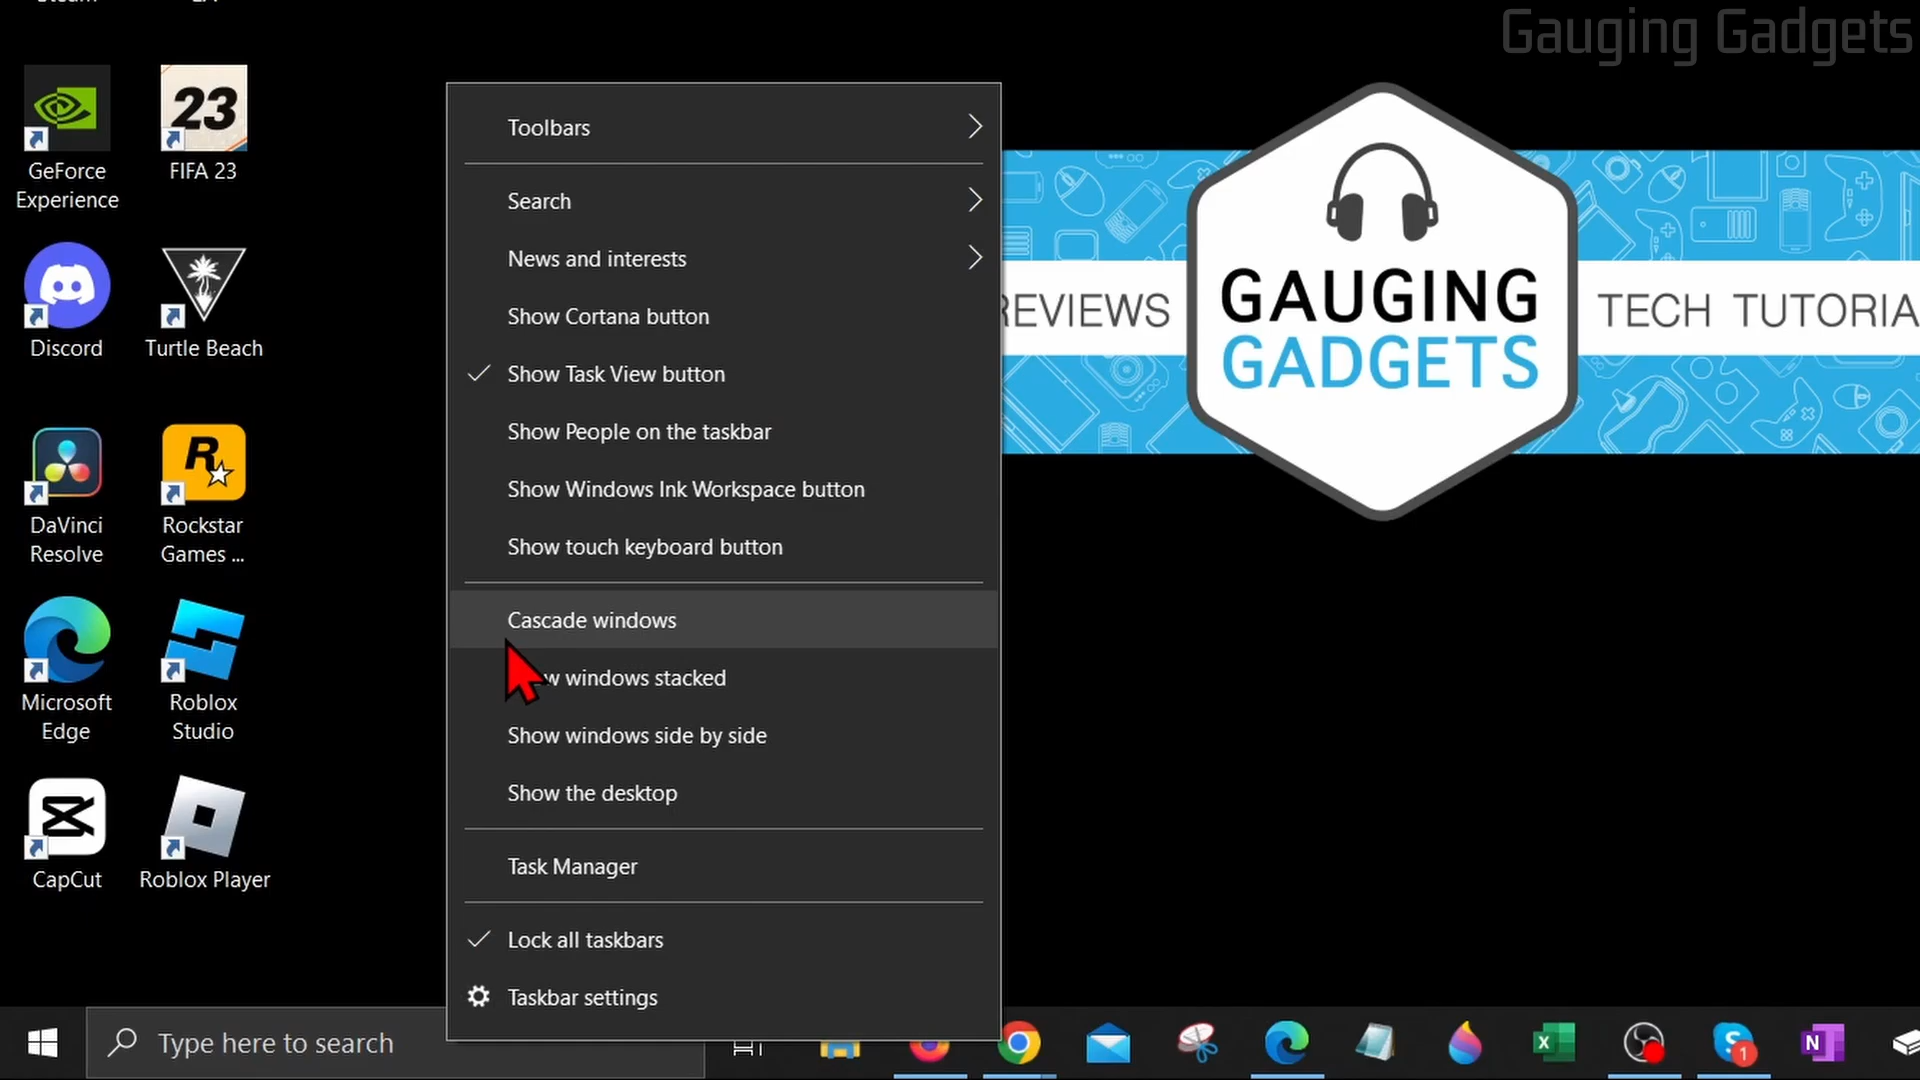 Gauging Gadgets
GeForce
Experience
23
FIFA 23
Discord
Turtle Beach
DaVinci
Resolve
R
Rockstar
Games ...
Microsoft
Edge
Roblox
Studio
CapCut
Roblox Player
Toolbars
Search
News and interests
Show Cortana button
Show Task View button
Show People on the taskbar
Show Windows Ink Workspace button
Show touch keyboard button
Cascade windows
windows stacked
Show windows side by side
Show the desktop
Task Manager
Lock all taskbars
Taskbar settings
REVIEWS
GAUGING
GADGETS
TECH TUTORIA
Type here to search
X
S
1
N